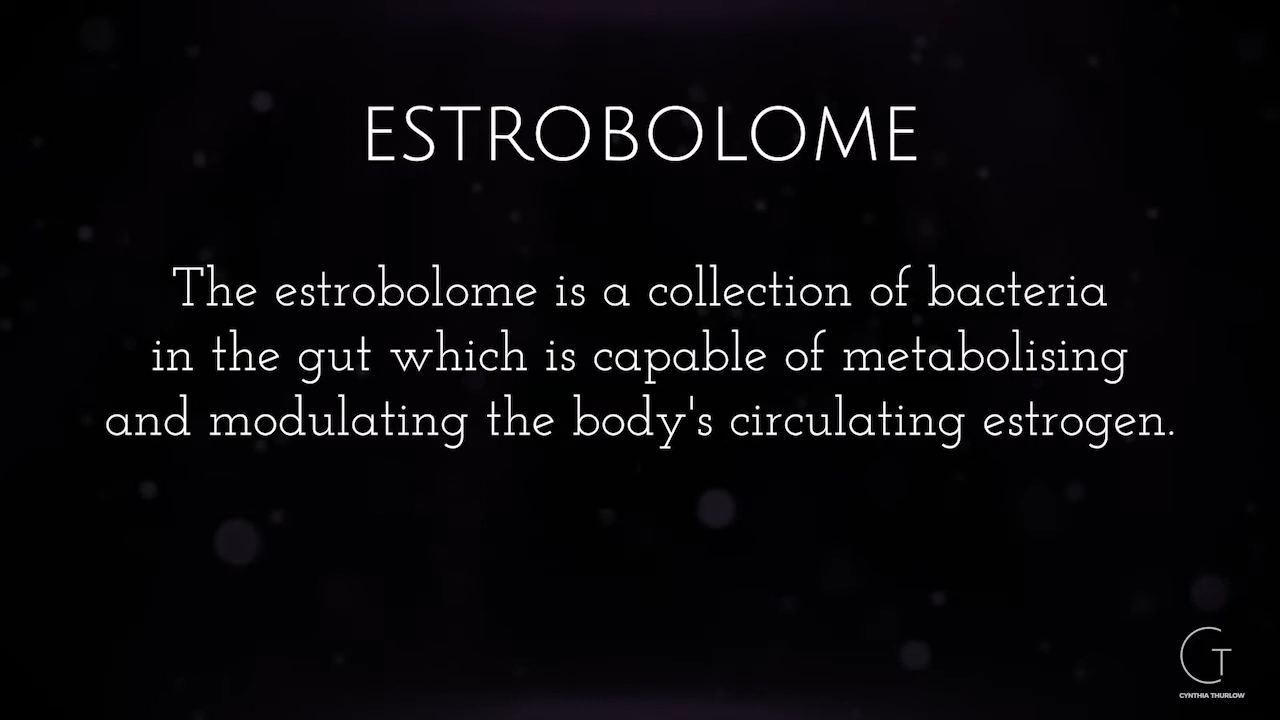 ESTROBOLOME
The estrobolome is a collection of bacteria
in the gut which is capable of metabolising
and modulating the body's circulating estrogen.
CT
CYNTHIA THURLOW